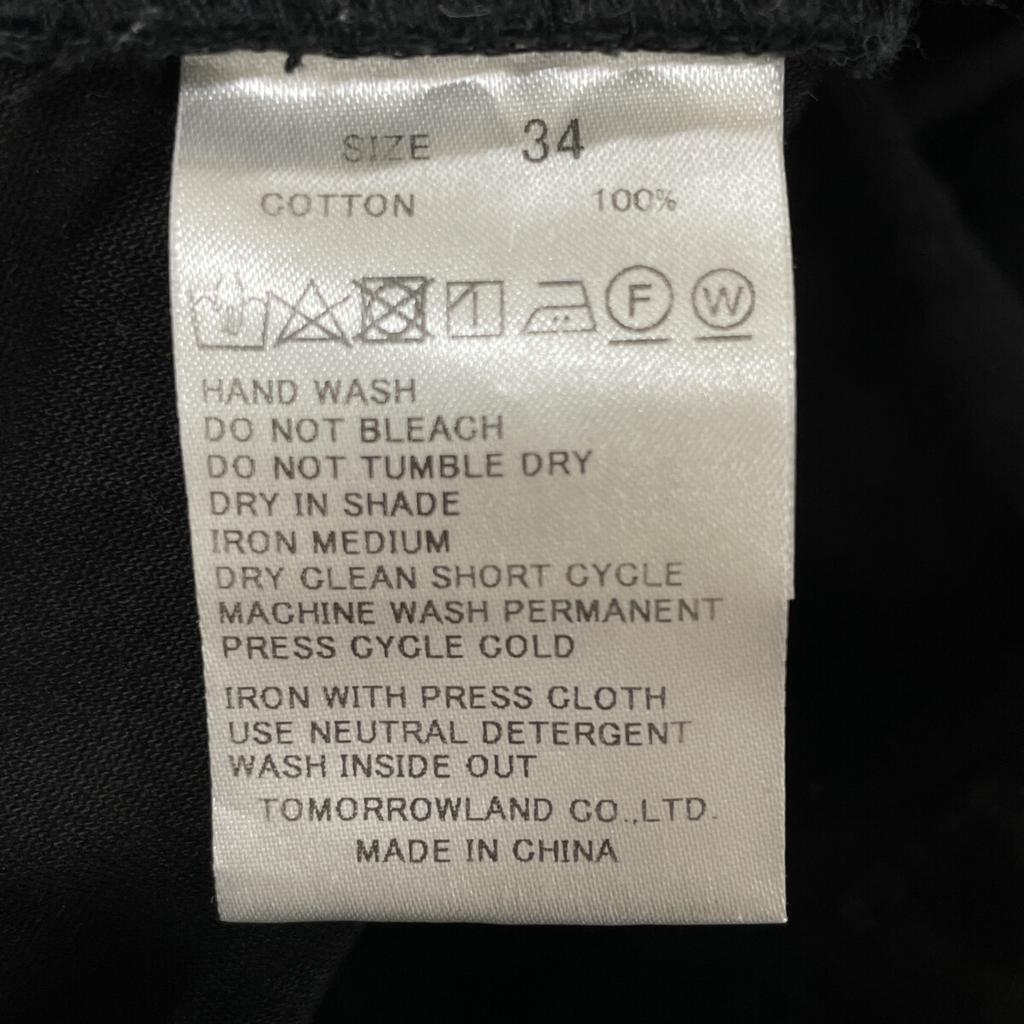 SIZE 34
COTTON 100%
F W
HAND WASH
DO NOT BLEACH
DO NOT TUMBLE DRY
DRY IN SHADE
IRON MEDIUM
DRY CLEAN SHORT CYCLE
MACHINE WASH PERMANENT
PRESS CYCLE COLD
IRON WITH PRESS CLOTH
USE NEUTRAL DETERGENT
WASH INSIDE OUT
TOMORROWLAND CO.,LTD.
MADE IN CHINA